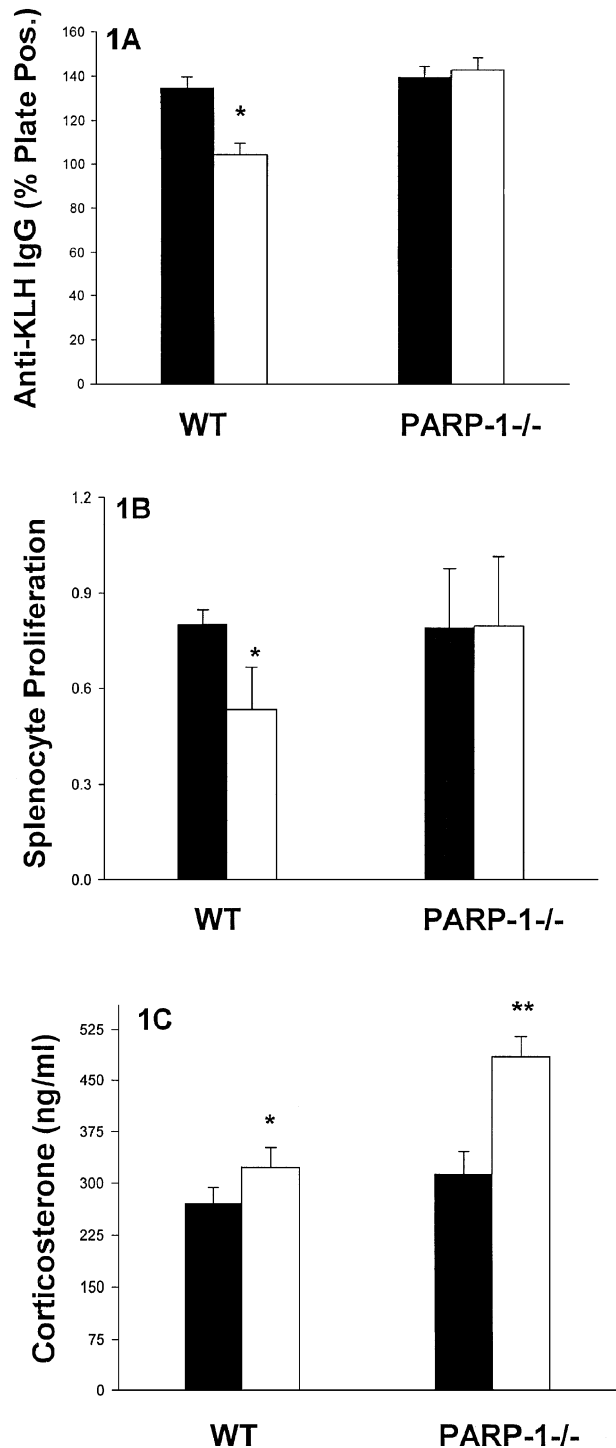 1A
Anti-KLH IgG (% Plate Pos.)
160
140
120
100
80
60
40
20
0
*
WT
PARP-1-/-
1B
Splenocyte Proliferation
1.2
0.9
0.6
0.3
0.0
*
WT
PARP-1-/-
1C
Corticosterone (ng/ml)
525
450
375
300
225
150
75
0
*
**
WT
PARP-1-/-